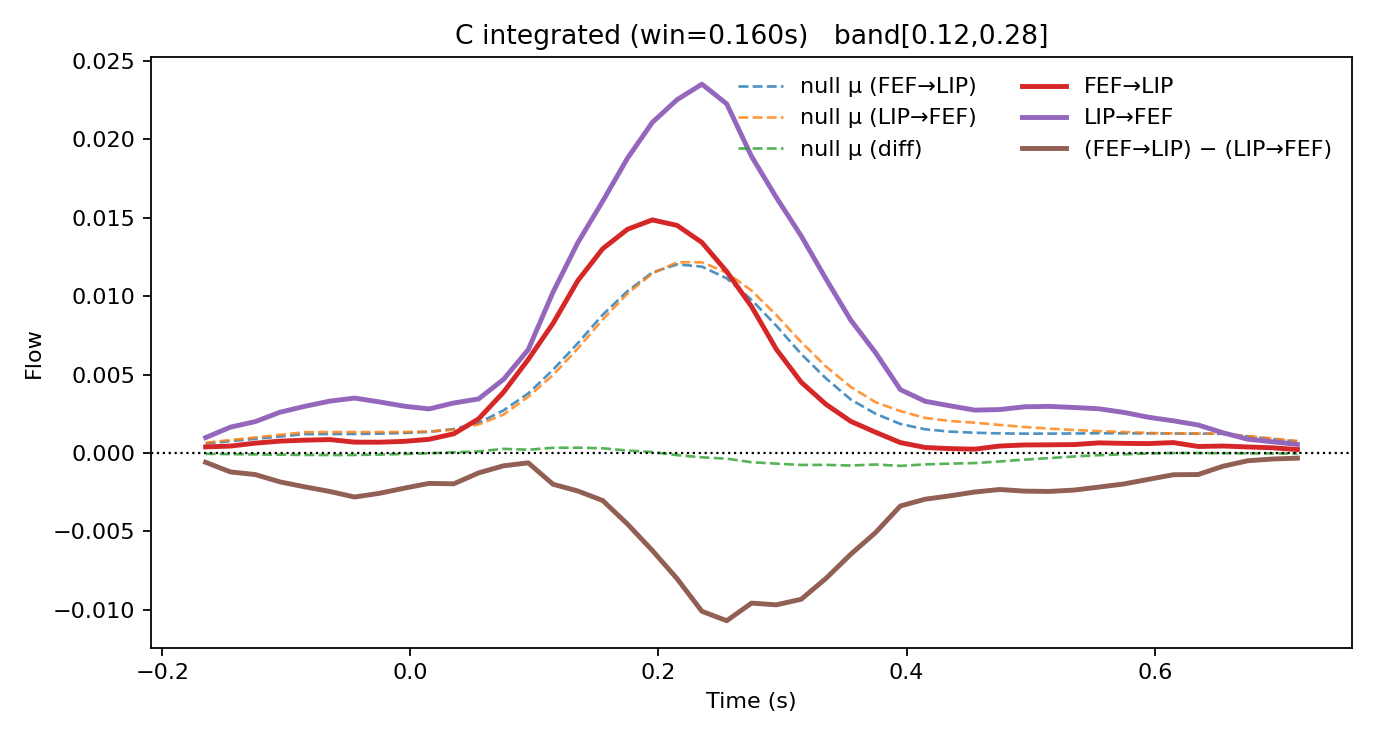 C integrated (win=0.160s)   band[0.12,0.28]
null μ (FEF→LIP)
null μ (LIP→FEF)
null μ (diff)
FEF→LIP
LIP→FEF
(FEF→LIP) − (LIP→FEF)
Flow
0.025
0.020
0.015
0.010
0.005
0.000
−0.005
−0.010
−0.2
0.0
0.2
0.4
0.6
Time (s)